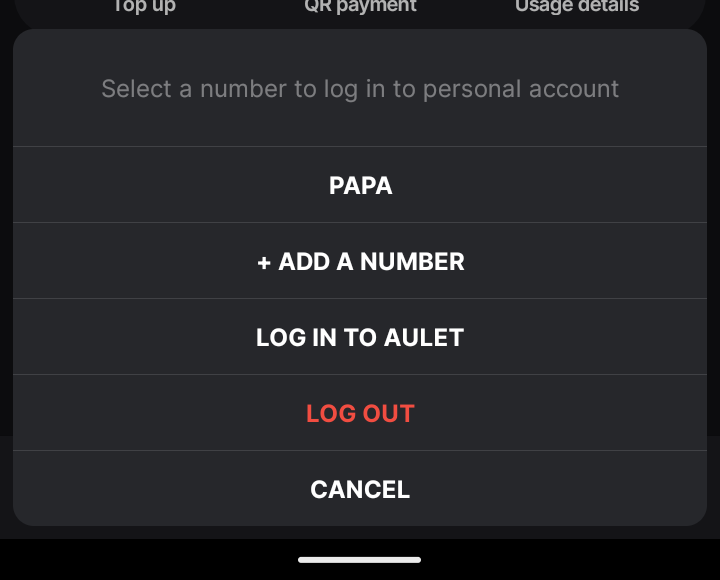 Top up QR payment Usage details
Select a number to log in to personal account
PAPA
+ ADD A NUMBER
LOG IN TO AULET
LOG OUT
CANCEL